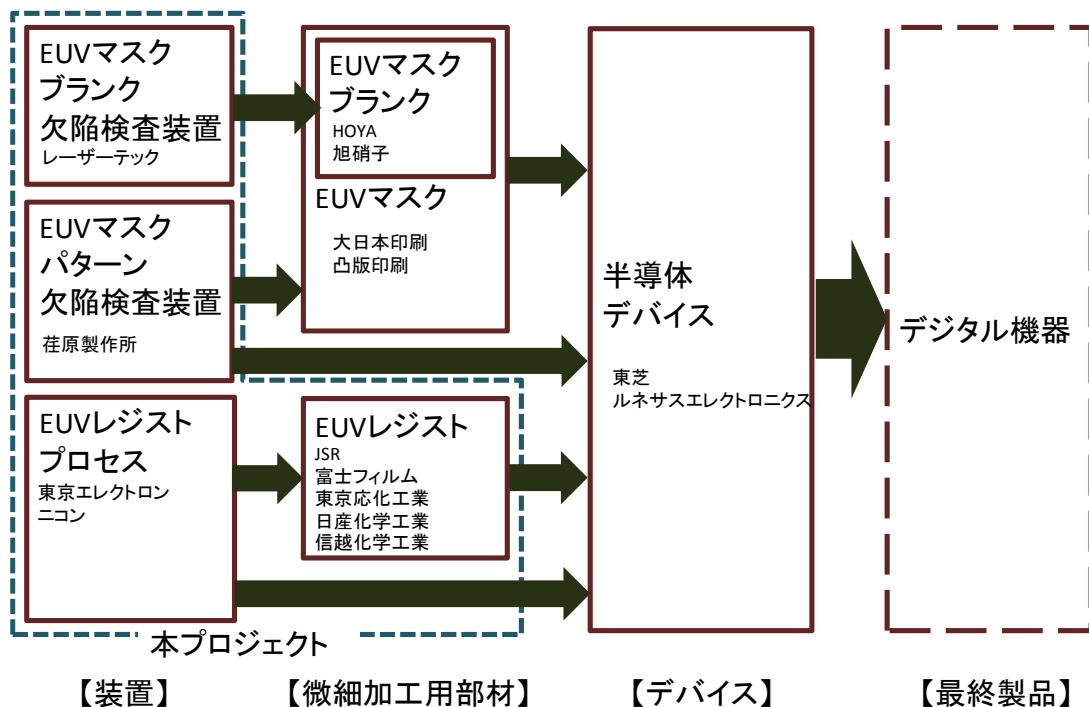 EUVマスク
ブランク
欠陥検査装置
レーザーテック
EUVマスク
パターン
欠陥検査装置
荏原製作所
EUVレジスト
プロセス
東京エレクトロン
ニコン
EUVマスク
ブランク
HOYA
旭硝子
EUVマスク
大日本印刷
凸版印刷
EUVレジスト
JSR
富士フィルム
東京応化工業
日産化学工業
信越化学工業
半導体
デバイス
東芝
ルネサスエレクトロニクス
デジタル機器
本プロジェクト
【装置】
【微細加工用部材】
【デバイス】
【最終製品】